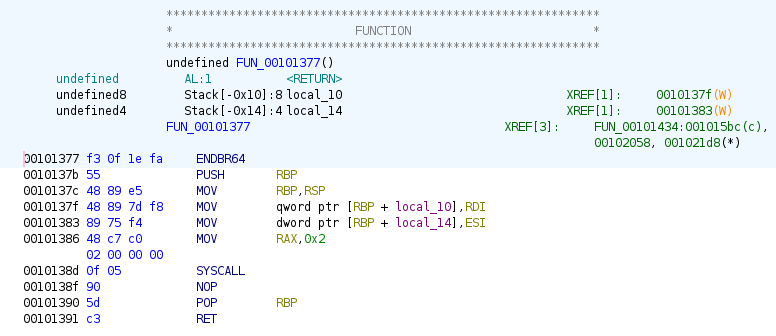 **************************************************************
* FUNCTION *
**************************************************************
undefined FUN_00101377()
undefined AL:1 <RETURN>
undefined8 Stack[-0x10]:8 local_10 XREF[1]: 0010137f(W)
undefined4 Stack[-0x14]:4 local_14 XREF[1]: 00101383(W)
FUN_00101377 XREF[3]: FUN_00101434:001015bc(c),
00102058, 001021d8(*)
00101377 f3 0f 1e fa ENDBR64
0010137b 55 PUSH RBP
0010137c 48 89 e5 MOV RBP,RSP
0010137f 48 89 7d f8 MOV qword ptr [RBP + local_10],RDI
00101383 89 75 f4 MOV dword ptr [RBP + local_14],ESI
00101386 48 c7 c0 MOV RAX,0x2
02 00 00 00
0010138d 0f 05 SYSCALL
0010138f 90 NOP
00101390 5d POP RBP
00101391 c3 RET